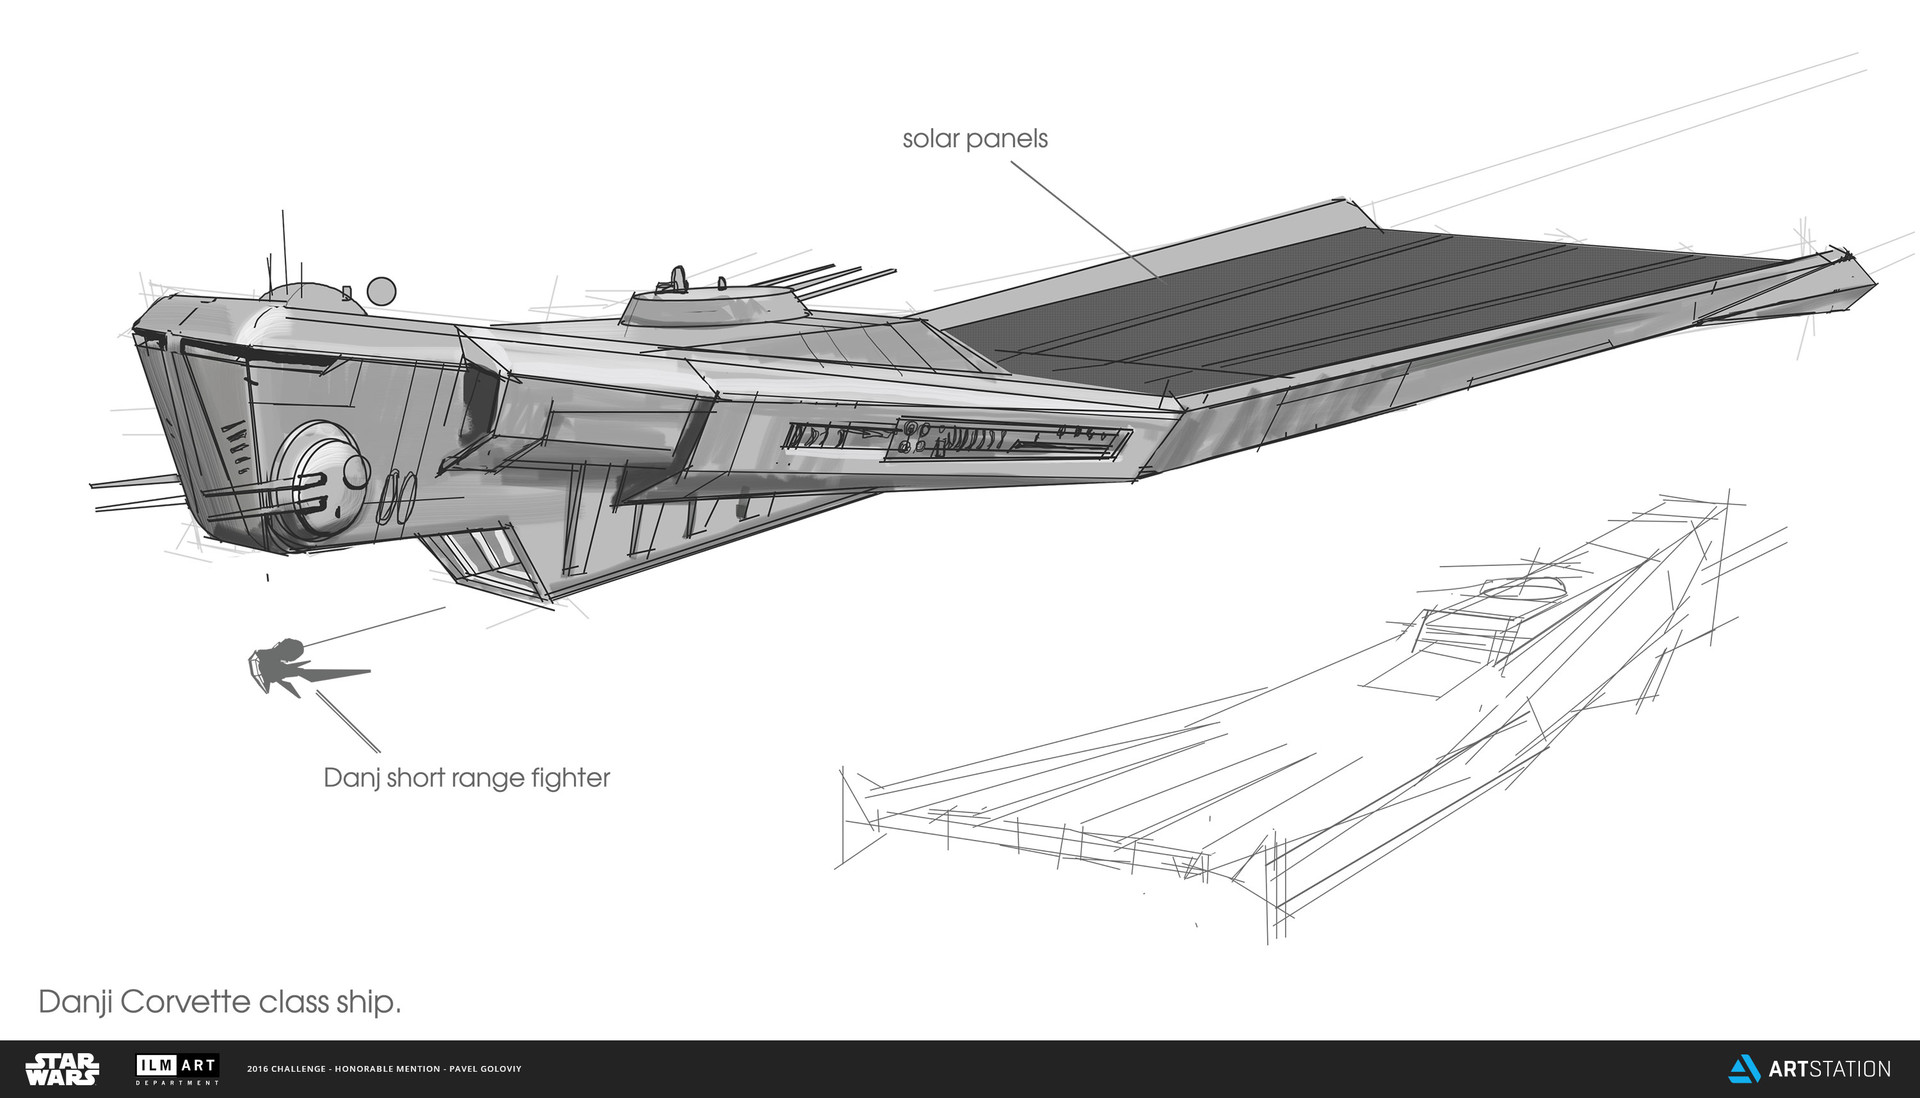 solar panels
Danj short range fighter
Danji Corvette class ship.
STAR
WARS
ILM ART
DEPARTMENT
2016 CHALLENGE - HONORABLE MENTION - PAVEL GOLOVIY
ARTSTATION